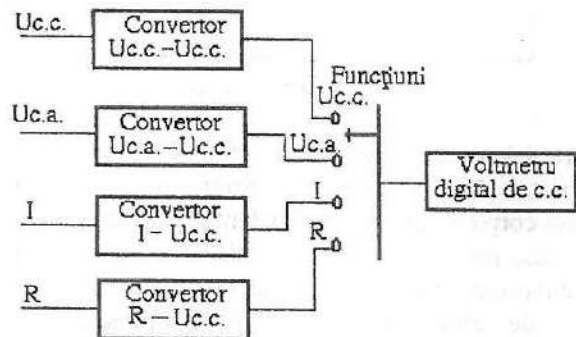 Uc.c.
Convertor
Uc.c.-Uc.c.
Funcţiuni
Uc.c.
Uc.a.
Convertor
Uc.a.-Uc.c.
Uc.a.
Voltmetru
digital de c.c.
I
Convertor
I - Uc.c.
I
R
R
Convertor
R - Uc.c.